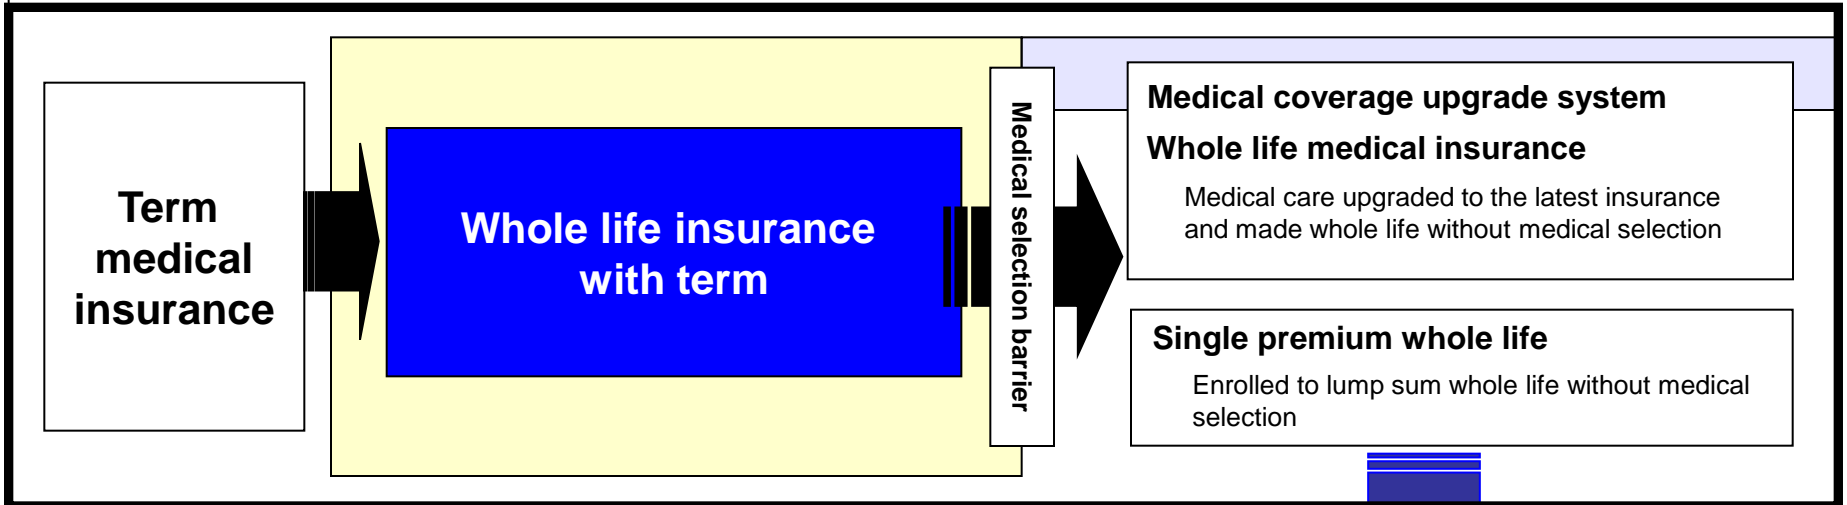 Term
medical
insurance
Whole life insurance
with term
Medical selection barrier
Medical coverage upgrade system
Whole life medical insurance
Medical care upgraded to the latest insurance
and made whole life without medical selection
Single premium whole life
Enrolled to lump sum whole life without medical
selection